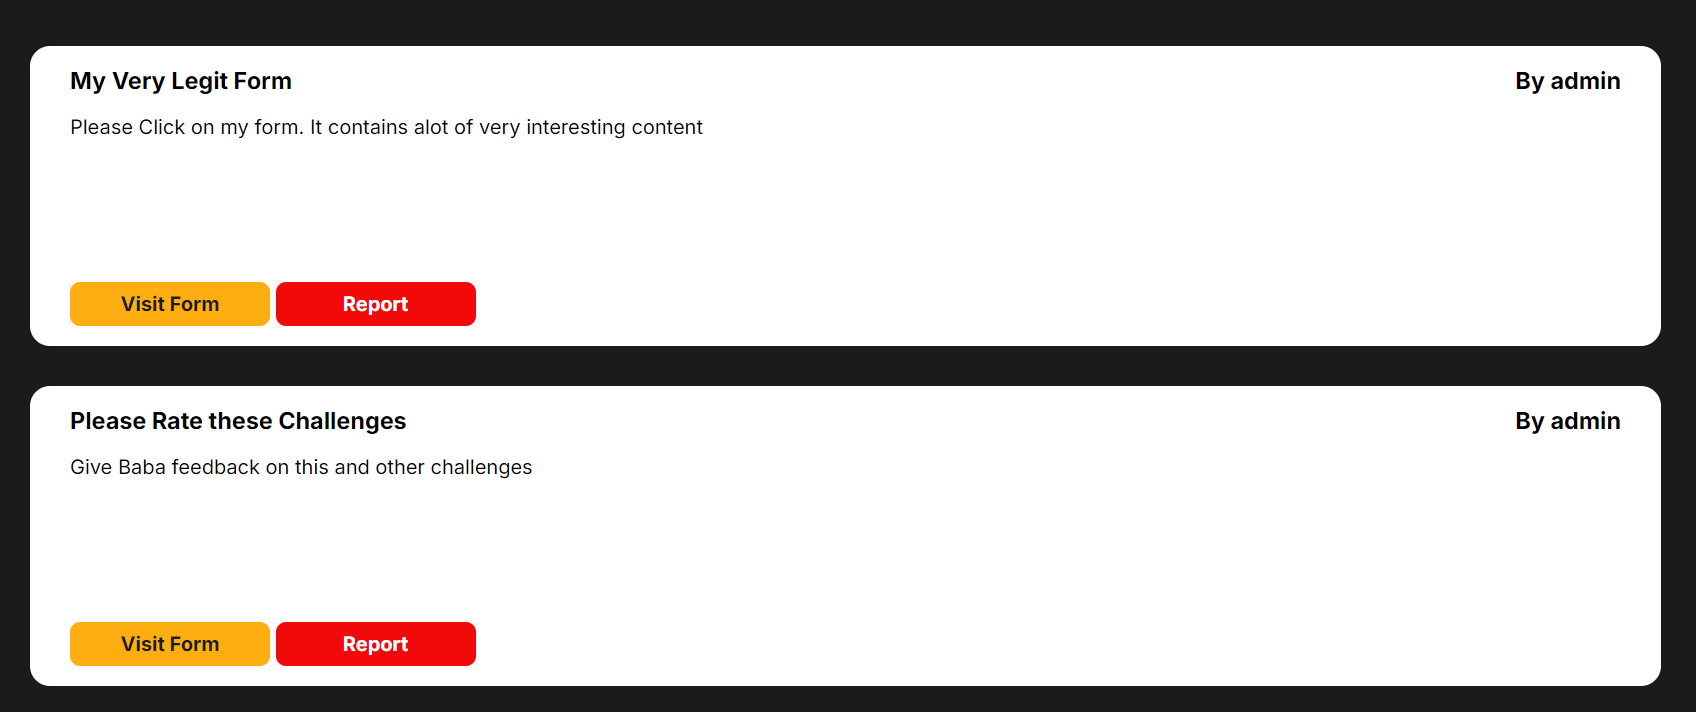 My Very Legit Form
By admin
Please Click on my form. It contains alot of very interesting content
Visit Form
Report
Please Rate these Challenges
By admin
Give Baba feedback on this and other challenges
Visit Form
Report